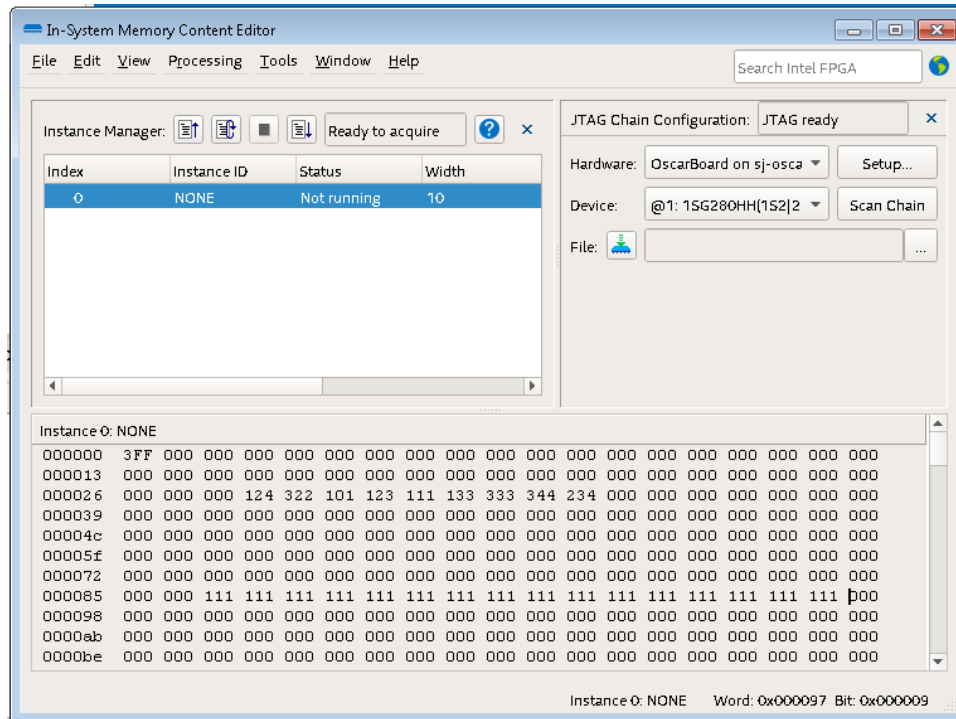 In-System Memory Content Editor
File Edit View Processing Tools Window Help
Search Intel FPGA
Instance Manager: Ready to acquire
JTAG Chain Configuration: JTAG ready
Index Instance ID Status Width
0 NONE Not running 10
Hardware: OscarBoard on sj-osca Setup...
Device: @1: 1SG280HH(1S2|2 Scan Chain
File: ...
Instance 0: NONE
000000 3FF 000 000 000 000 000 000 000 000 000 000 000 000 000 000 000 000 000 000
000013 000 000 000 000 000 000 000 000 000 000 000 000 000 000 000 000 000 000 000
000026 000 000 000 124 322 101 123 111 133 333 344 234 000 000 000 000 000 000 000
000039 000 000 000 000 000 000 000 000 000 000 000 000 000 000 000 000 000 000 000
00004c 000 000 000 000 000 000 000 000 000 000 000 000 000 000 000 000 000 000 000
00005f 000 000 000 000 000 000 000 000 000 000 000 000 000 000 000 000 000 000 000
000072 000 000 000 000 000 000 000 000 000 000 000 000 000 000 000 000 000 000 000
000085 000 000 111 111 111 111 111 111 111 111 111 111 111 111 111 111 111 111 000
000098 000 000 000 000 000 000 000 000 000 000 000 000 000 000 000 000 000 000 000
0000ab 000 000 000 000 000 000 000 000 000 000 000 000 000 000 000 000 000 000 000
0000be 000 000 000 000 000 000 000 000 000 000 000 000 000 000 000 000 000 000 000
Instance 0: NONE Word: 0x000097 Bit: 0x000009